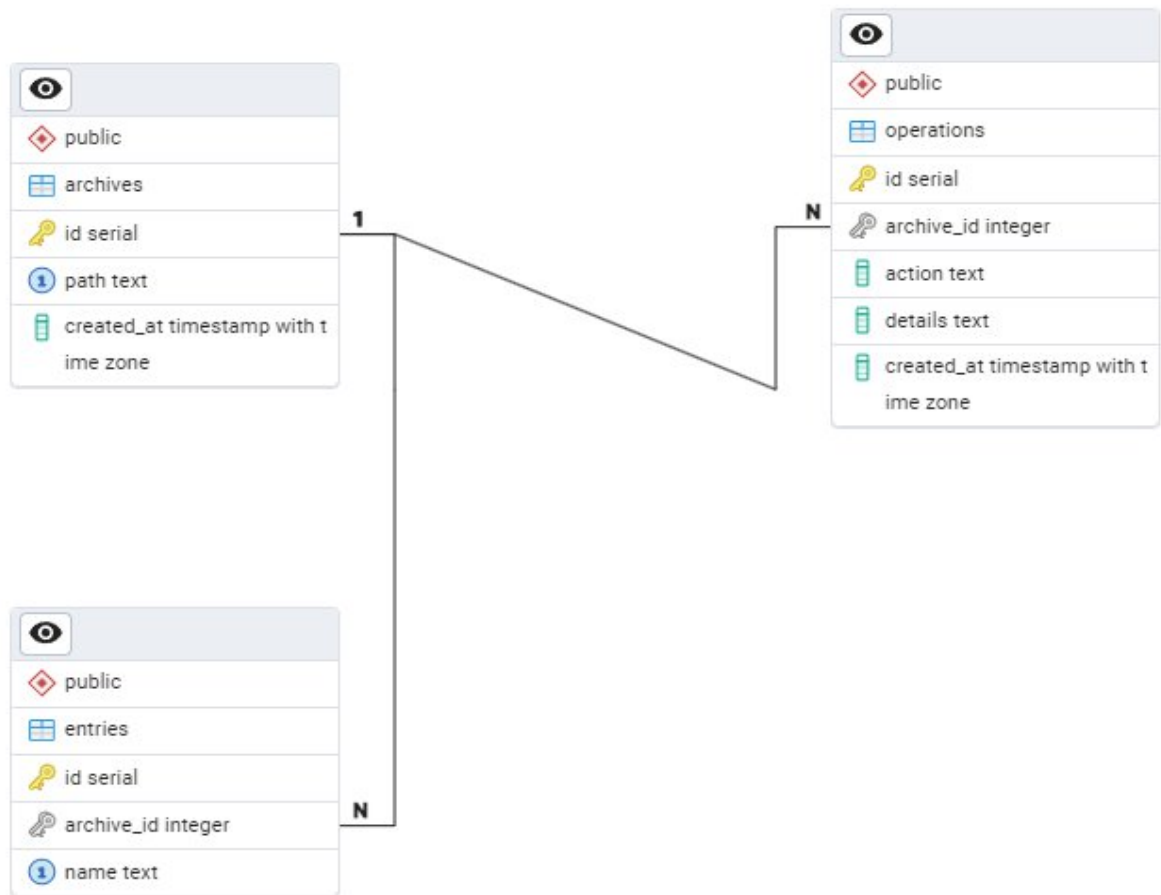 public
archives
id serial
path text
created_at timestamp with t
ime zone
1
N
public
operations
id serial
archive_id integer
action text
details text
created_at timestamp with t
ime zone
public
entries
id serial
archive_id integer
name text
N